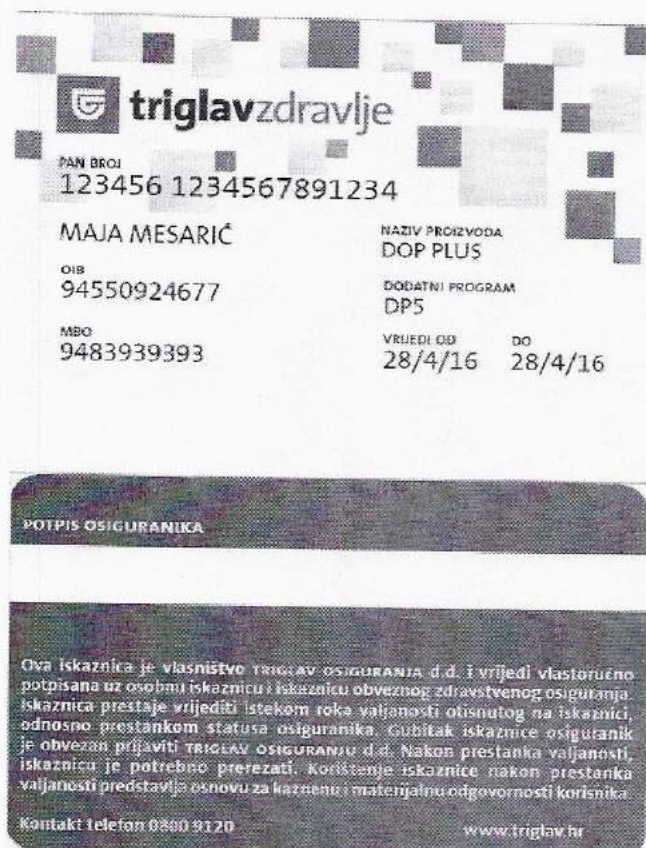 triglavzdravlje
PAN BROJ
123456 1234567891234
MAJA MESARIĆ
OIB
94550924677
MBO
9483939393
NAZIV PROIZVODA
DOP PLUS
DODATNI PROGRAM
DP5
VRIJEDI OD DO
28/4/16 28/4/16
POTPIS OSIGURANIKA
Ova iskaznica je vlasništvo TRIGLAV OSIGURANJA d.d. i vrijedi vlastoručno
potpisana uz osobnu iskaznicu i iskaznicu obveznog zdravstvenog osiguranja.
Iskaznica prestaje vrijediti istekom roka valjanosti otisnutog na iskaznici,
odnosno prestankom statusa osiguranika. Gubitak iskaznice osiguranik
je obvezan prijaviti TRIGLAV OSIGURANJU d.d. Nakon prestanka valjanosti,
iskaznicu je potrebno prerezati. Korištenje iskaznice nakon prestanka
valjanosti predstavlja osnovu za kaznenu i materijalnu odgovornosti korisnika.
Kontakt telefon 0800 9120
www.triglav.hr